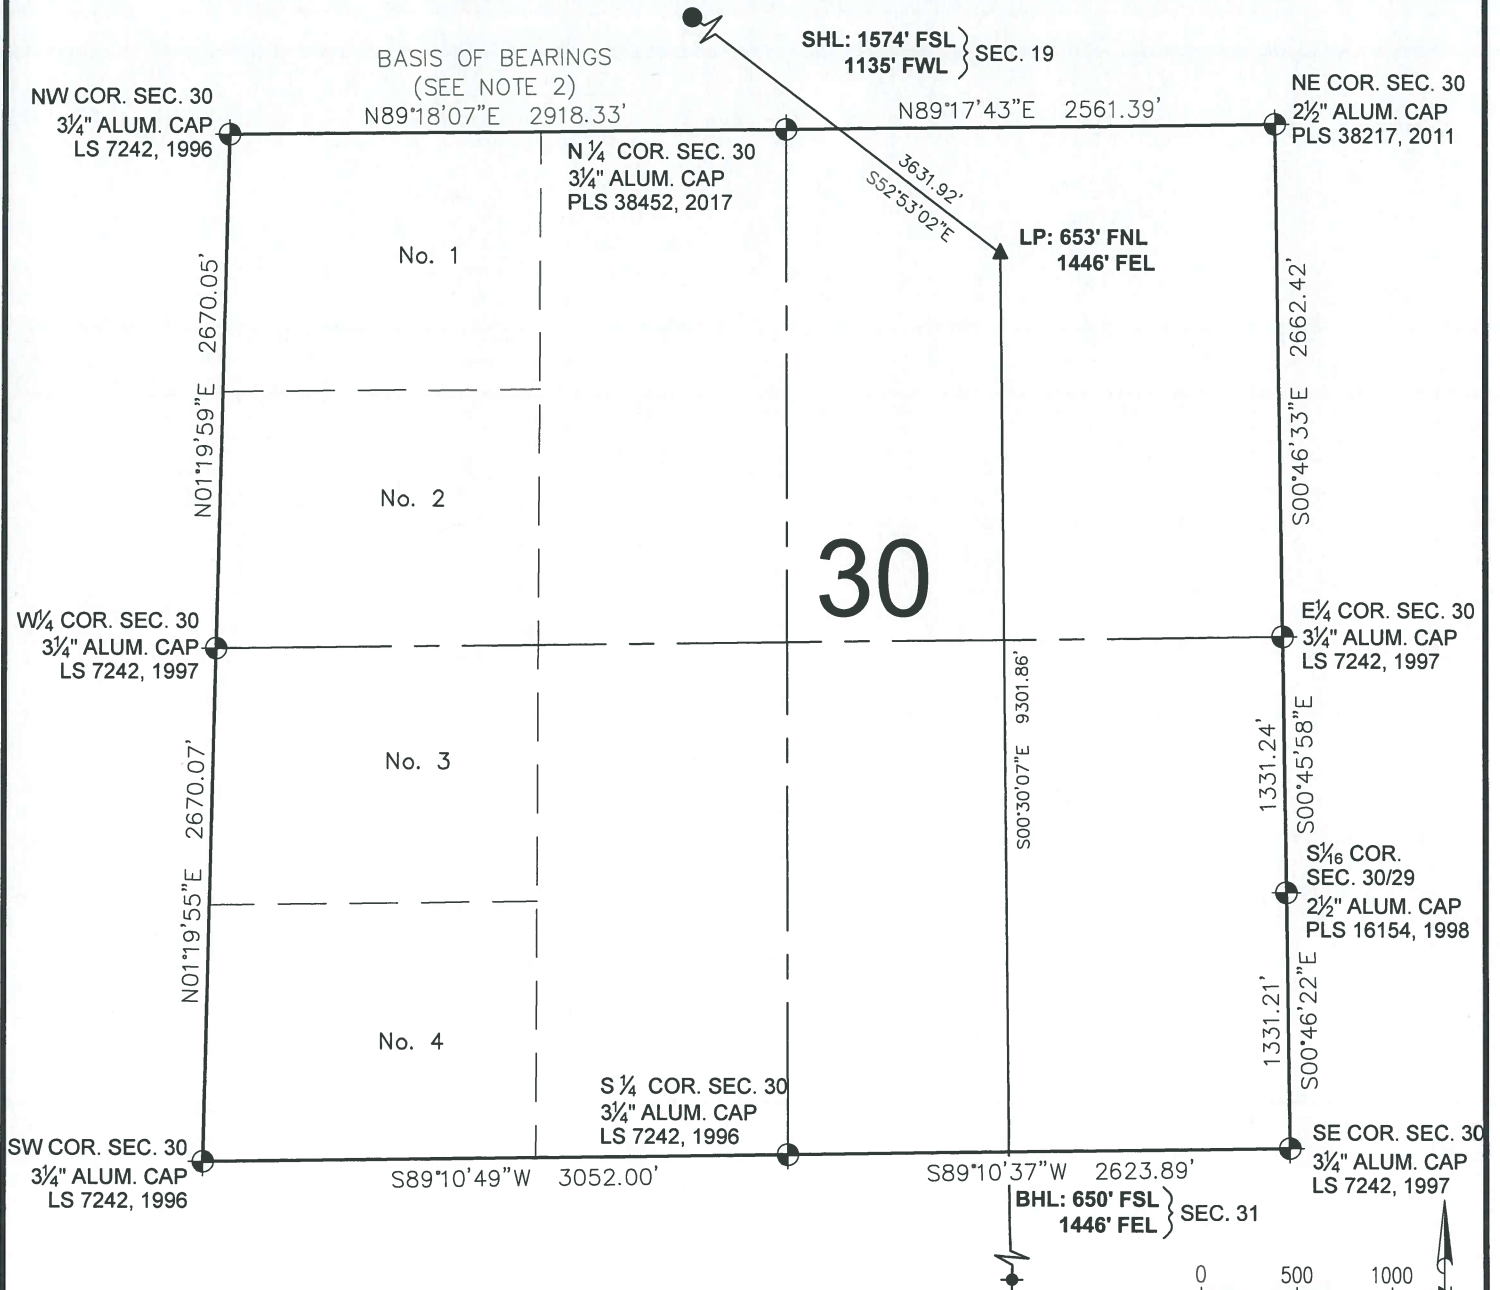 SHL: 1574' FSL
1135' FWL
SEC. 19
BASIS OF BEARINGS
(SEE NOTE 2)
N89°18'07"E 2918.33'
N89°17'43"E 2561.39'
NW COR. SEC. 30
3¼" ALUM. CAP
LS 7242, 1996
N ¼ COR. SEC. 30
3¼" ALUM. CAP
PLS 38452, 2017
NE COR. SEC. 30
2½" ALUM. CAP
PLS 38217, 2011
3631.92'
S52°53'02"E
LP: 653' FNL
1446' FEL
No. 1
N01°19'59"E 2670.05'
S00°46'33"E 2662.42'
No. 2
30
W¼ COR. SEC. 30
3¼" ALUM. CAP
LS 7242, 1997
E¼ COR. SEC. 30
3¼" ALUM. CAP
LS 7242, 1997
S00°30'07"E 9301.86'
No. 3
N01°19'55"E 2670.07'
1331.24'
S00°45'58"E
S1⁄16 COR.
SEC. 30/29
2½" ALUM. CAP
PLS 16154, 1998
No. 4
1331.21'
S00°46'22"E
S ¼ COR. SEC. 30
3¼" ALUM. CAP
LS 7242, 1996
SW COR. SEC. 30
3¼" ALUM. CAP
LS 7242, 1996
SE COR. SEC. 30
3¼" ALUM. CAP
LS 7242, 1997
S89°10'49"W 3052.00'
S89°10'37"W 2623.89'
BHL: 650' FSL
1446' FEL
SEC. 31
0 500 1000